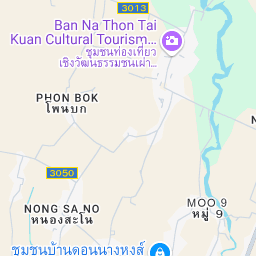 3013
Ban Na Thon Tai
Kuan Cultural Tourism...
ชุมชนท่องเที่ยว
เชิงวัฒนธรรมชนเผ่า...
PHON BOK
โพนบก
3050
NONG SA NO
หนองสะโน
MOO 9
หมู่ 9
ชุมชนบ้านดอนนางหงส์